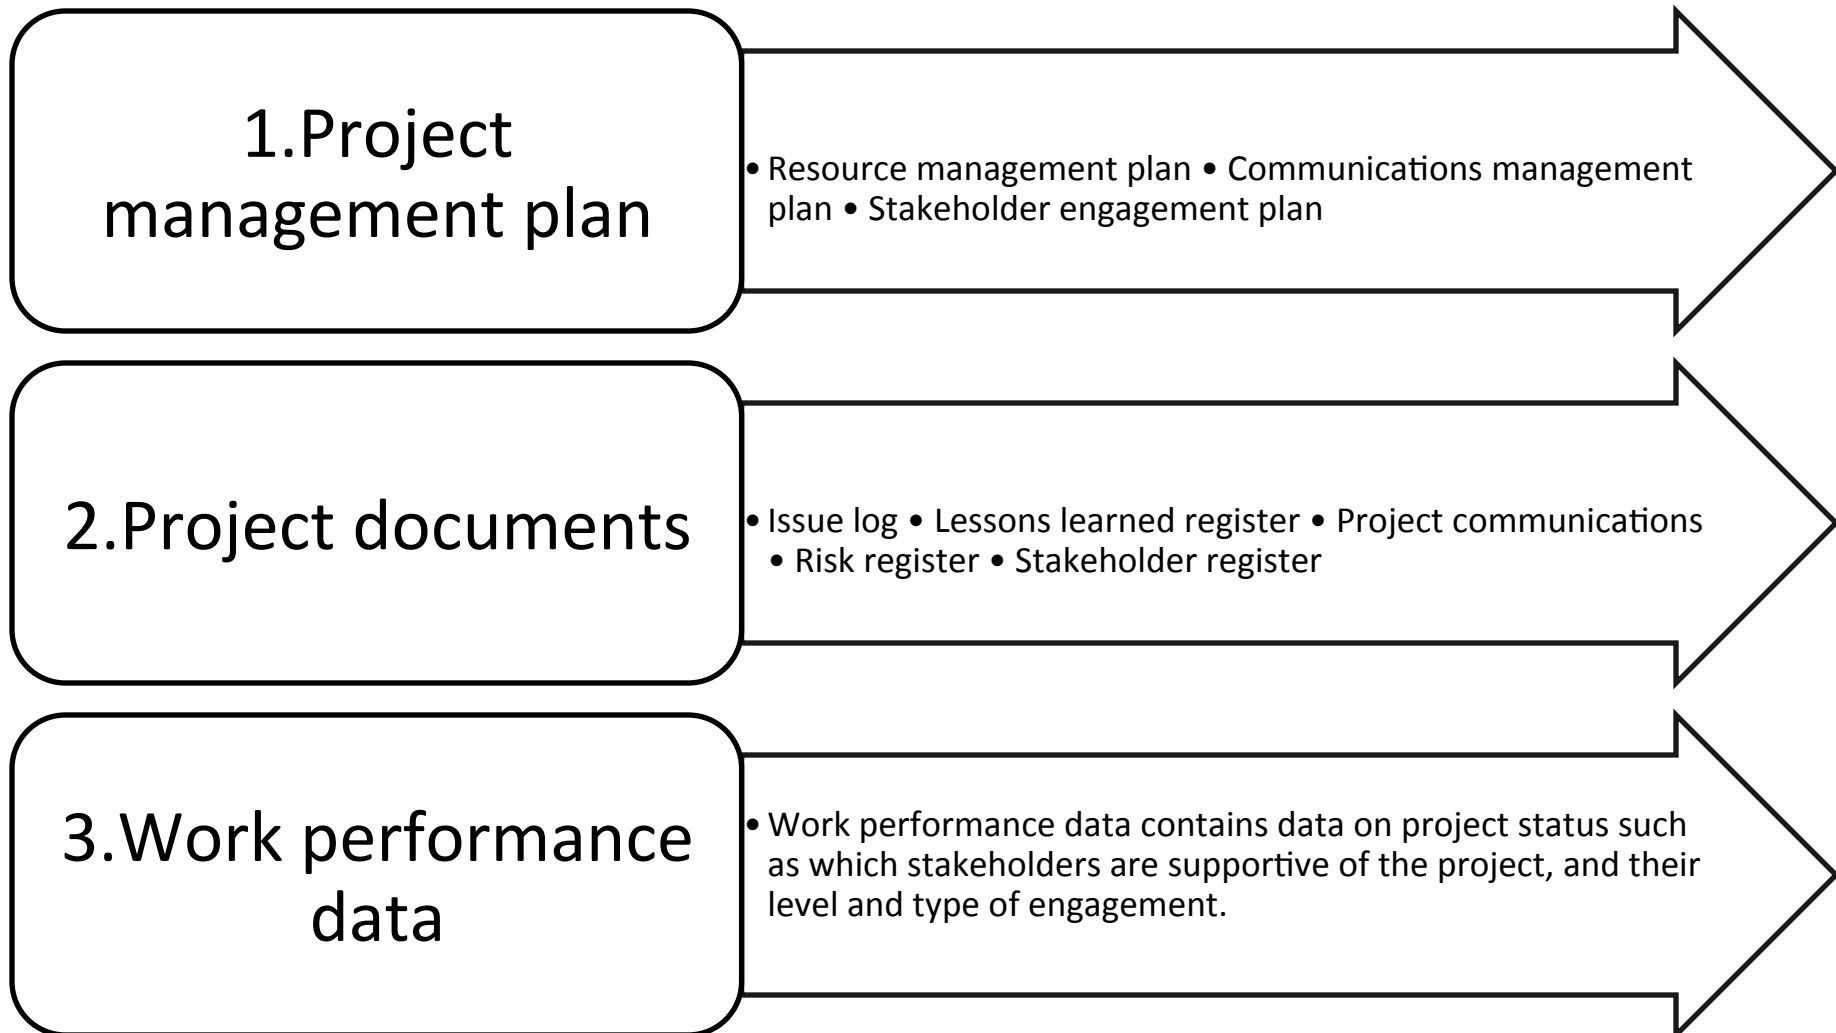 1.Project
management plan
• Resource management plan • Communications management
plan • Stakeholder engagement plan
2.Project documents
• Issue log • Lessons learned register • Project communications
• Risk register • Stakeholder register
3.Work performance
data
• Work performance data contains data on project status such
as which stakeholders are supportive of the project, and their
level and type of engagement.